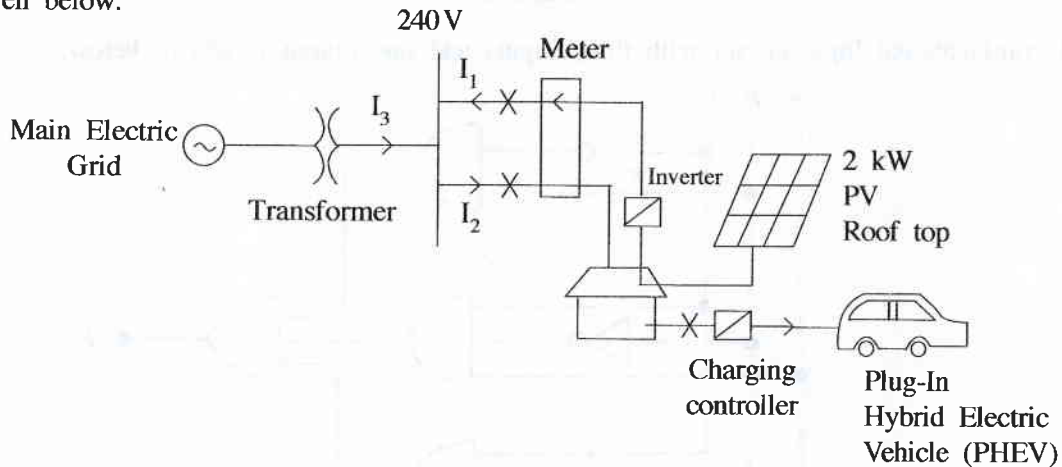 below.
240 V
Meter
I₁
I₃
Main Electric
Grid
Inverter
2 kW
PV
Roof top
Transformer
I₂
Charging
controller
Plug-In
Hybrid Electric
Vehicle (PHEV)